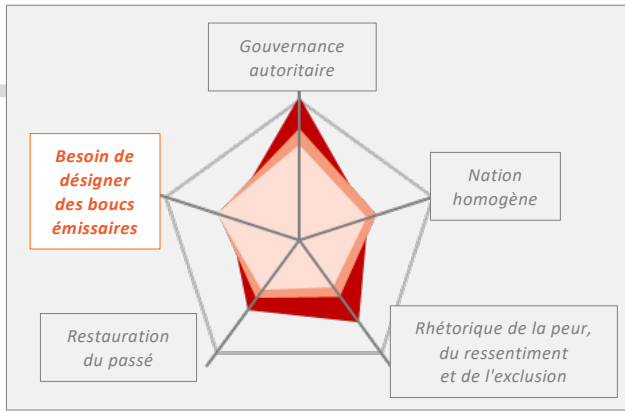 Gouvernance
autoritaire
Besoin de
désigner
des boucs
émissaires
Nation
homogène
Restauration
du passé
Rhétorique de la peur,
du ressentiment
et de l'exclusion